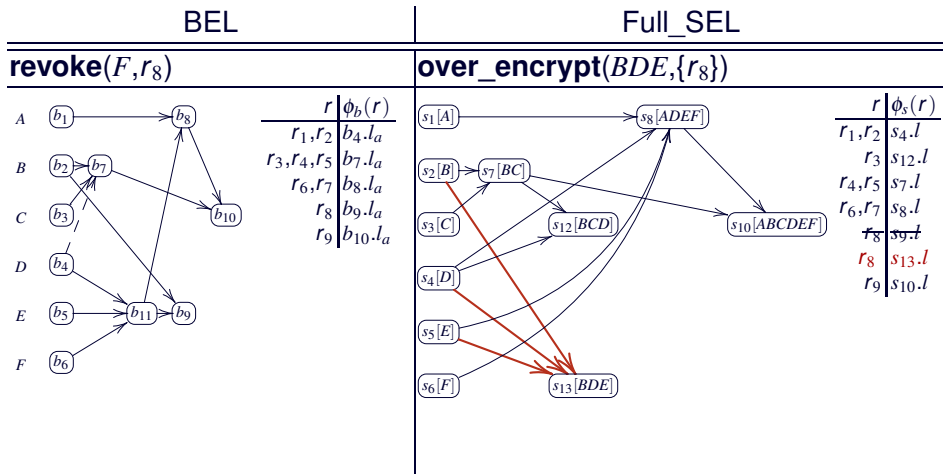 BEL Full_SEL
revoke(F,r8) over_encrypt(BDE,{r8})
A b1 b8
B b2 b7
C b3 b10
D b4
E b5 b11 b9
F b6
r ϕb(r)
r1,r2 b4.la
r3,r4,r5 b7.la
r6,r7 b8.la
r8 b9.la
r9 b10.la
s1[A] s8[ADEF]
s2[B] s7[BC]
s3[C] s12[BCD] s10[ABCDEF]
s4[D]
s5[E]
s6[F] s13[BDE]
r ϕs(r)
r1,r2 s4.l
r3 s12.l
r4,r5 s7.l
r6,r7 s8.l
r8 s9.l
r8 s13.l
r9 s10.l